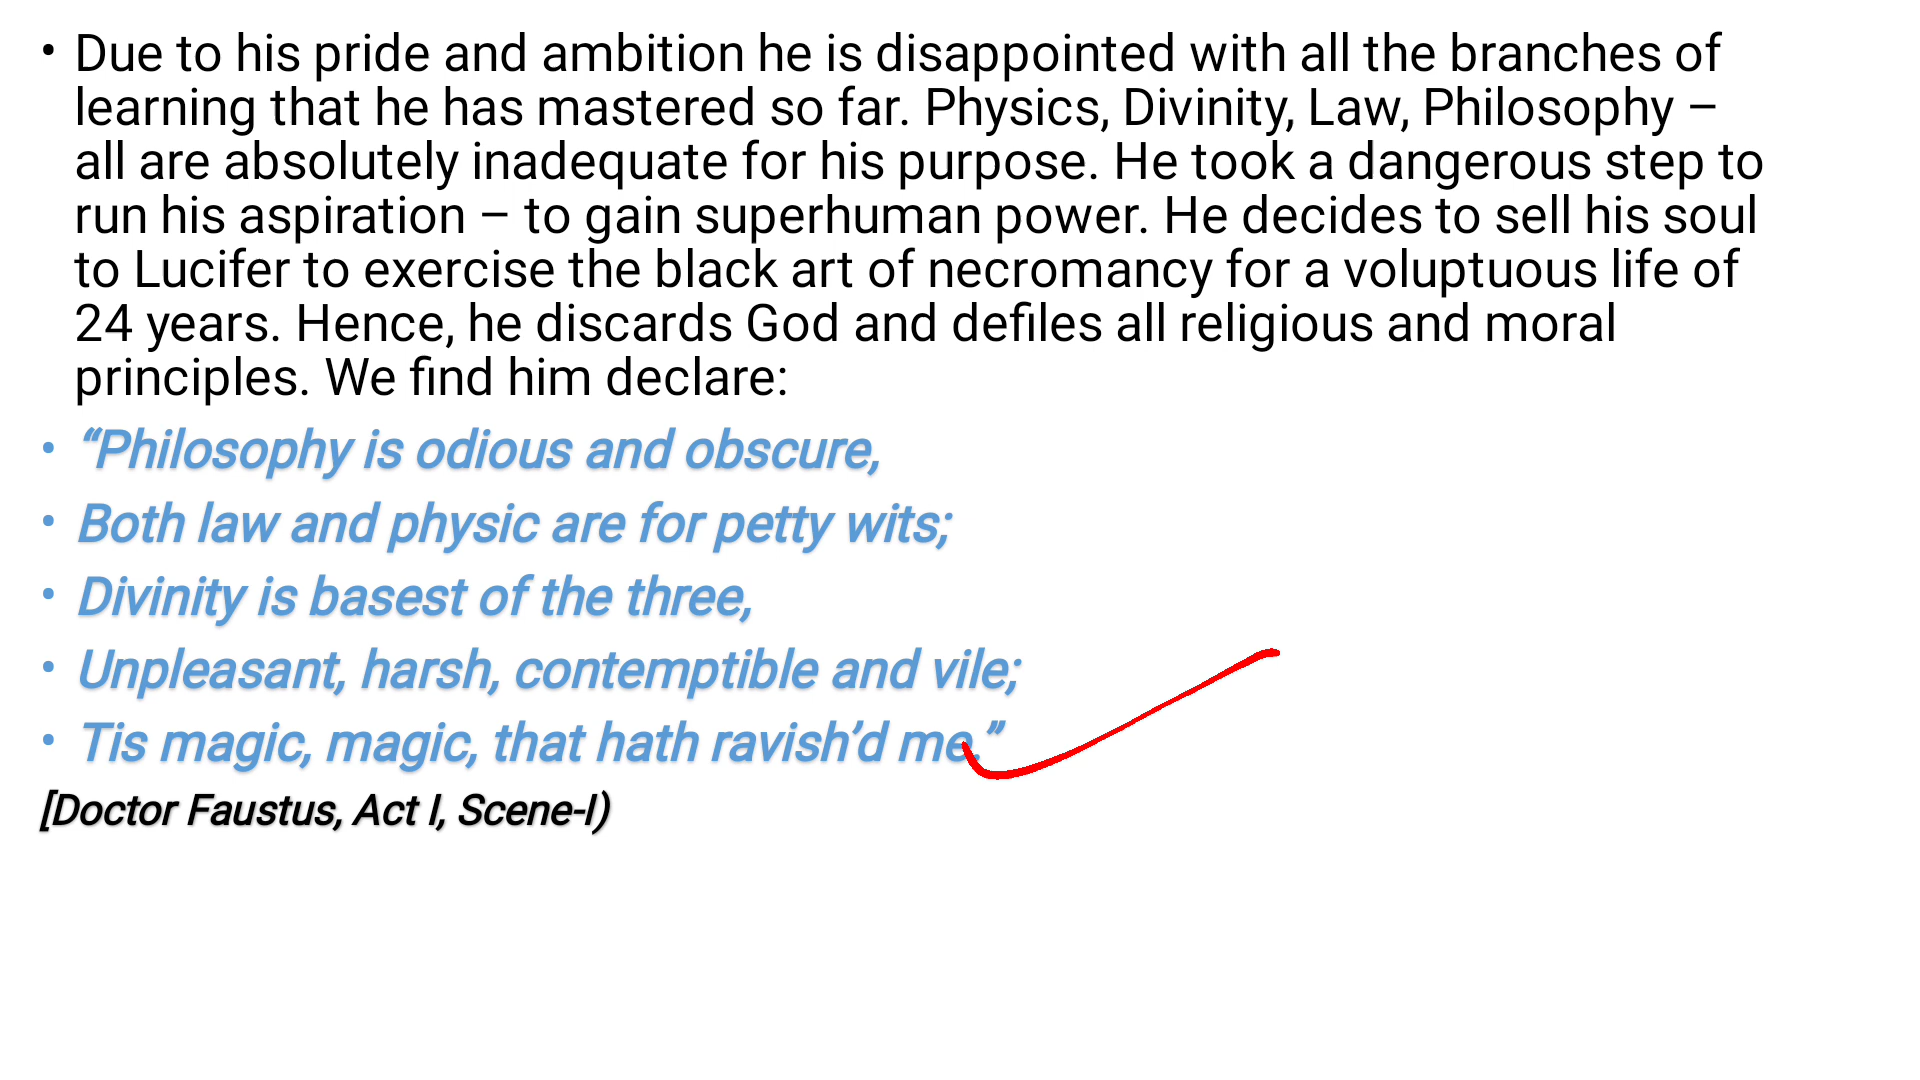 • Due to his pride and ambition he is disappointed with all the branches of
learning that he has mastered so far. Physics, Divinity, Law, Philosophy –
all are absolutely inadequate for his purpose. He took a dangerous step to
run his aspiration – to gain superhuman power. He decides to sell his soul
to Lucifer to exercise the black art of necromancy for a voluptuous life of
24 years. Hence, he discards God and defiles all religious and moral
principles. We find him declare:
• “Philosophy is odious and obscure,
• Both law and physic are for petty wits;
• Divinity is basest of the three,
• Unpleasant, harsh, contemptible and vile;
• Tis magic, magic, that hath ravish’d me.”
[Doctor Faustus, Act I, Scene-I)